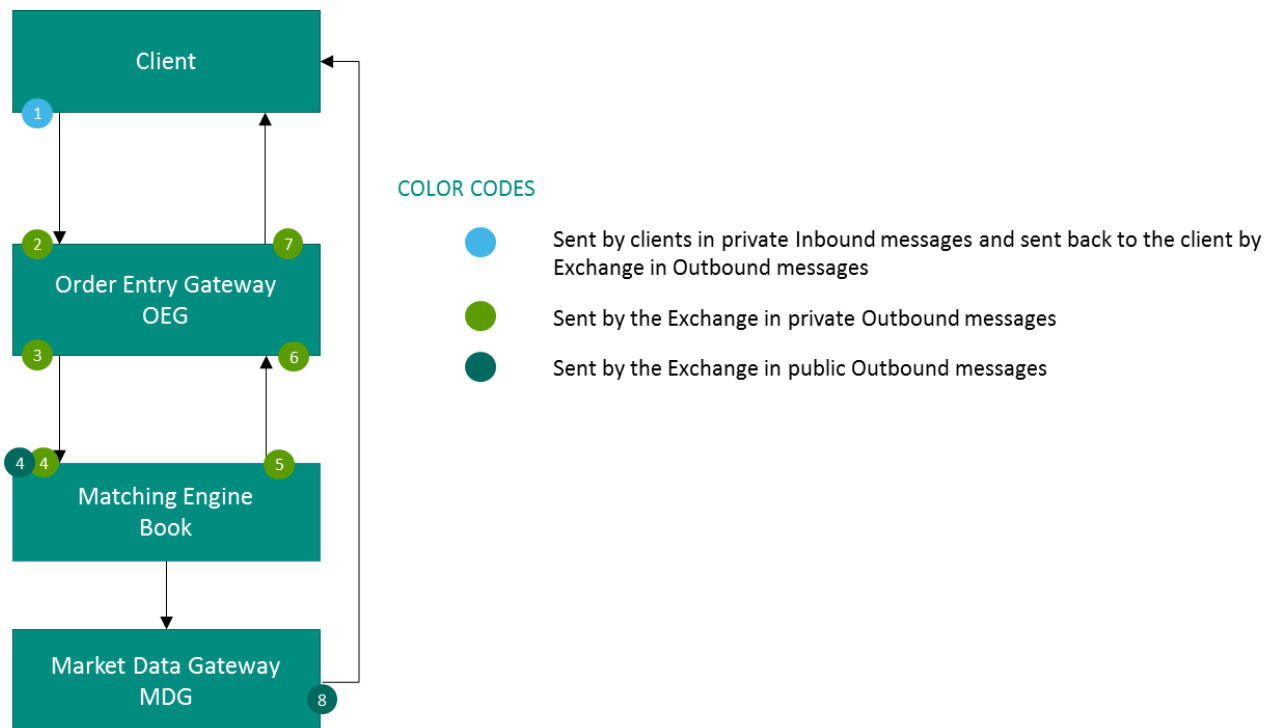 Client
1
2
7
Order Entry Gateway
OEG
3
6
4
4
5
Matching Engine
Book
Market Data Gateway
MDG
8
COLOR CODES
Sent by clients in private Inbound messages and sent back to the client by
Exchange in Outbound messages
Sent by the Exchange in private Outbound messages
Sent by the Exchange in public Outbound messages